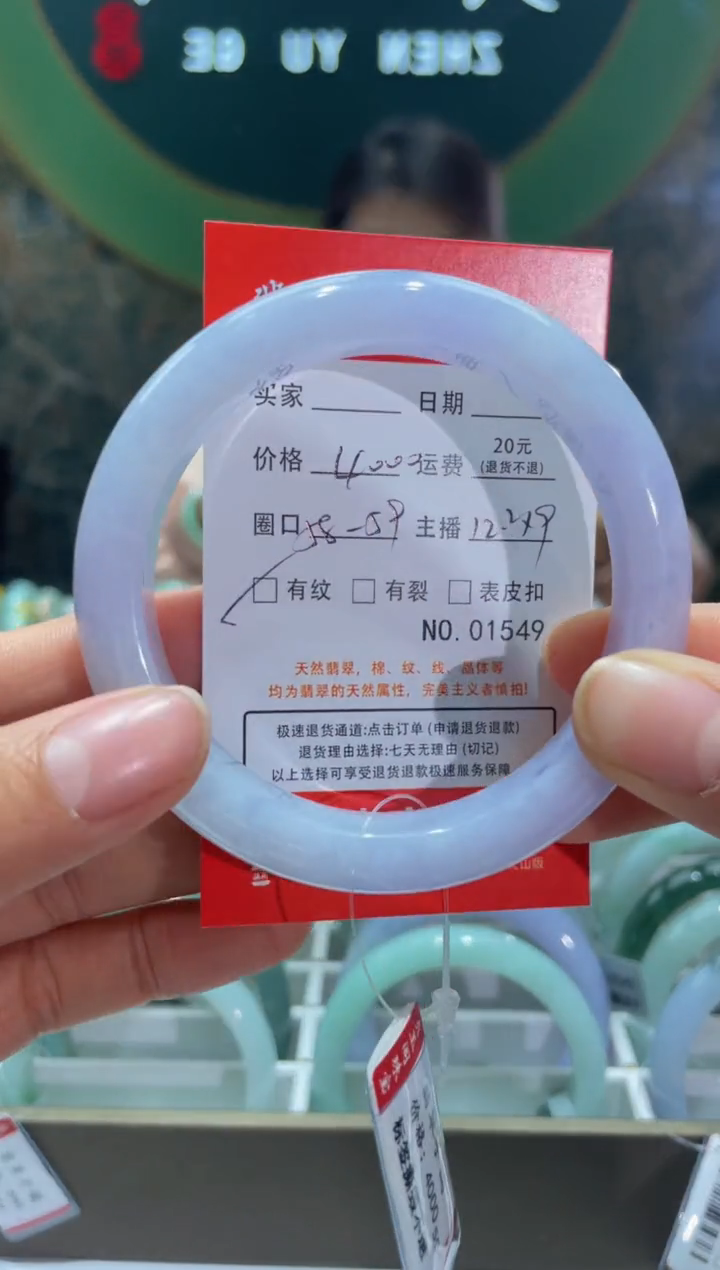 ZHEN YU GE
买家 日期
价格 4000 运费 20元 (退货不退)
圈口 58-59 主播 12.2×9
有纹 有裂 表皮扣
NO.01549
天然翡翠，棉、纹、线、晶体等
均为翡翠的天然属性，完美主义者慎拍!
极速退货通道:点击订单 (申请退货退款)
退货理由选择:七天无理由 (切记)
以上选择可享受退货退款极速服务保障